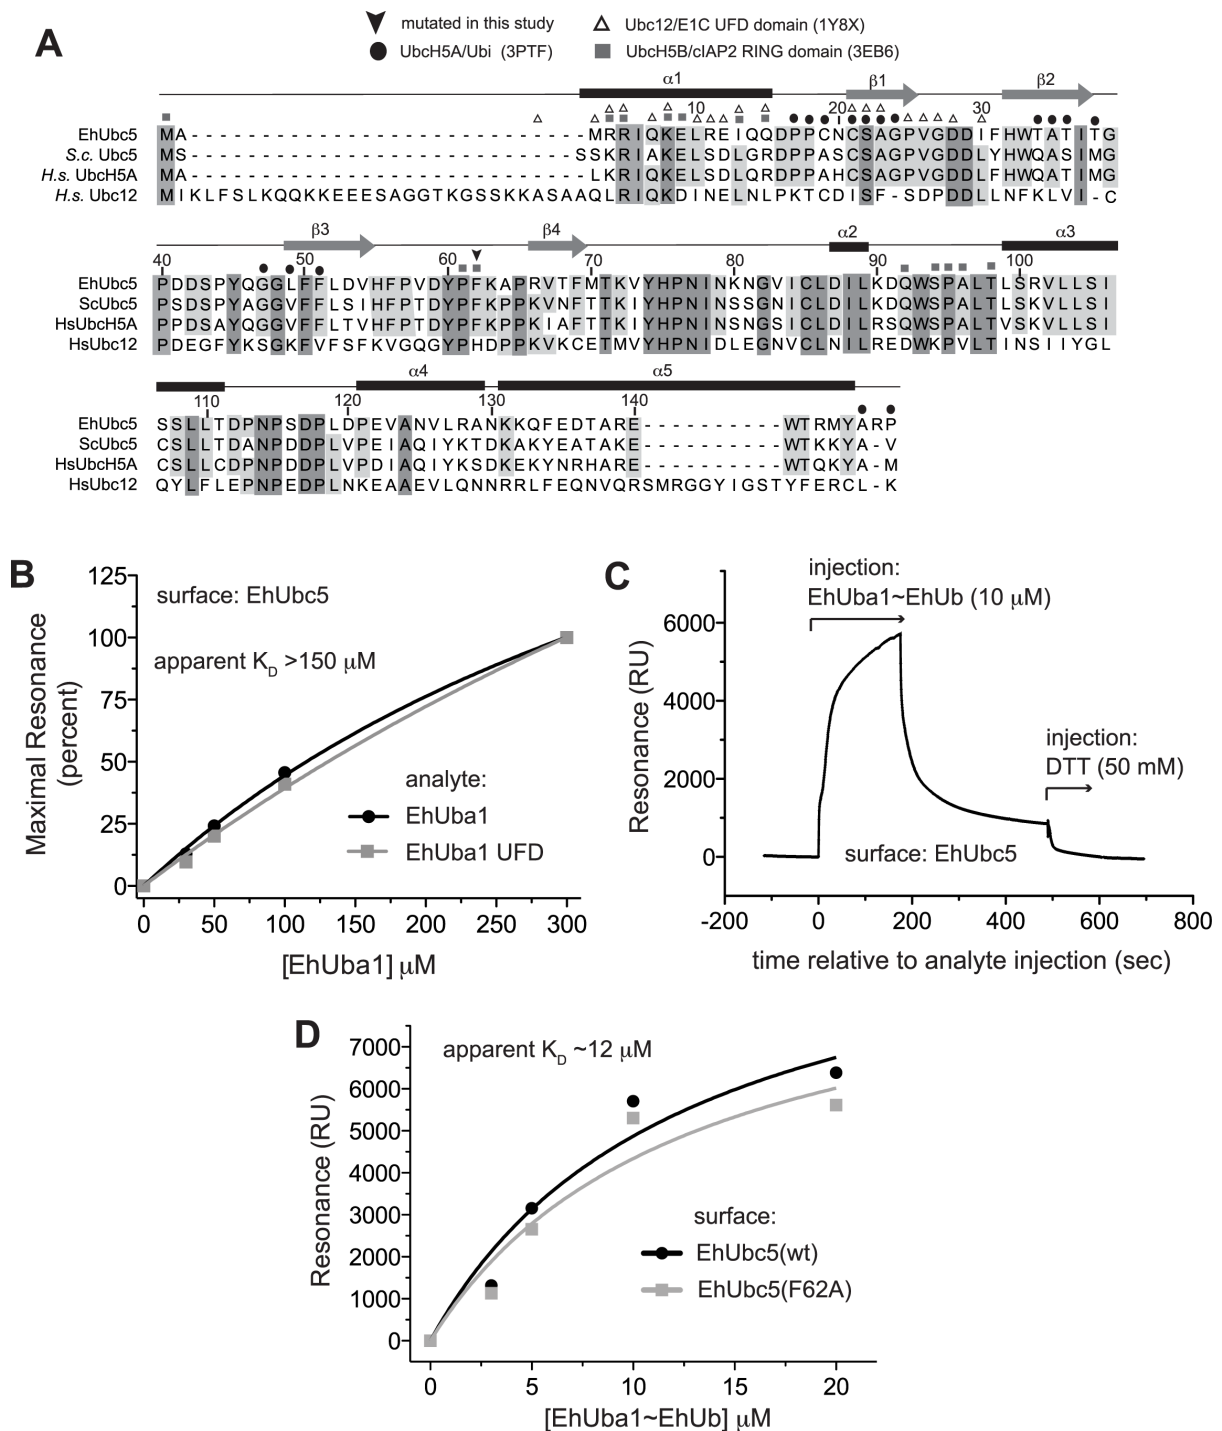 A
mutated in this study
Ubc12/E1C UFD domain (1Y8X)
UbcH5A/Ubi (3PTF)
UbcH5B/cIAP2 RING domain (3EB6)
α1 β1 β2
10 20 30
EhUbc5 MA----------------------------MRRIQKELREIQQDPPCNCSAGPVGDDIFHWTATITG
S.c. Ubc5 MS---------------------------SSKRIAKELSDLGRDPPASCSAGPVGDDLYHWQASIMG
H.s. UbcH5A MA----------------------------LKRIQKELSDLQRDPPAHCSAGPVGDDLFHWQATIMG
H.s. Ubc12 MIKLFSLKQQKKEEESAGGTKGSSKKASAAQLRIQKDINELNLPKTCDISF-SDPDDLLNFKLVI-C
β3 β4 α2 α3
40 50 60 70 80 90 100
EhUbc5 PDDSPYQGGLFFLDVHFPVDYPFKAPRVTFMTKVYHPNINKNGVICLDILKDQWSPALTLSRVLLSI
ScUbc5 PSDSPYAGGVFFLSIHFPTDYPFKPPKVNFTTKIYHPNINSSGNICLDILKDQWSPALTLSKVLLSI
HsUbcH5A PPDSAYQGGVFFLTVHFPTDYPFKPPKIAFTTKIYHPNINSNGSICLDILRSQWSPALTVSKVLLSI
HsUbc12 PDEGFYKSGKFVFSFKVGQGYPHDPPKVKCETMVYHPNIDLEGNVCLNILREDWKPVLTINSIIYGL
α4 α5
110 120 130 140
EhUbc5 SSLLTDPNPSDPLDPEVANVLRANKKQFEDTARE----------WTRMYARP
ScUbc5 CSLLTDANPDDPLVPEIAQIYKTDKAKYEATAKE----------WTKKYA-V
HsUbcH5A CSLLCDPNPDDPLVPDIAQIYKSDKEKYNRHARE----------WTQKYA-M
HsUbc12 QYLFLEPNPEDPLNKEAAEVLQNNRRLFEQNVQRSMRGGYIGSTYFERCL-K
B
125
100
75
50
25
0
Maximal Resonance
(percent)
surface: EhUbc5
apparent K_D >150 μM
analyte:
EhUba1
EhUba1 UFD
0 50 100 150 200 250 300
[EhUba1] μM
C
injection:
EhUba1~EhUb (10 μM)
6000
4000
2000
0
Resonance (RU)
injection:
DTT (50 mM)
surface: EhUbc5
-200 0 200 400 600 800
time relative to analyte injection (sec)
D
7000
6000
5000
4000
3000
2000
1000
0
Resonance (RU)
apparent K_D ~12 μM
surface:
EhUbc5(wt)
EhUbc5(F62A)
0 5 10 15 20
[EhUba1~EhUb] μM